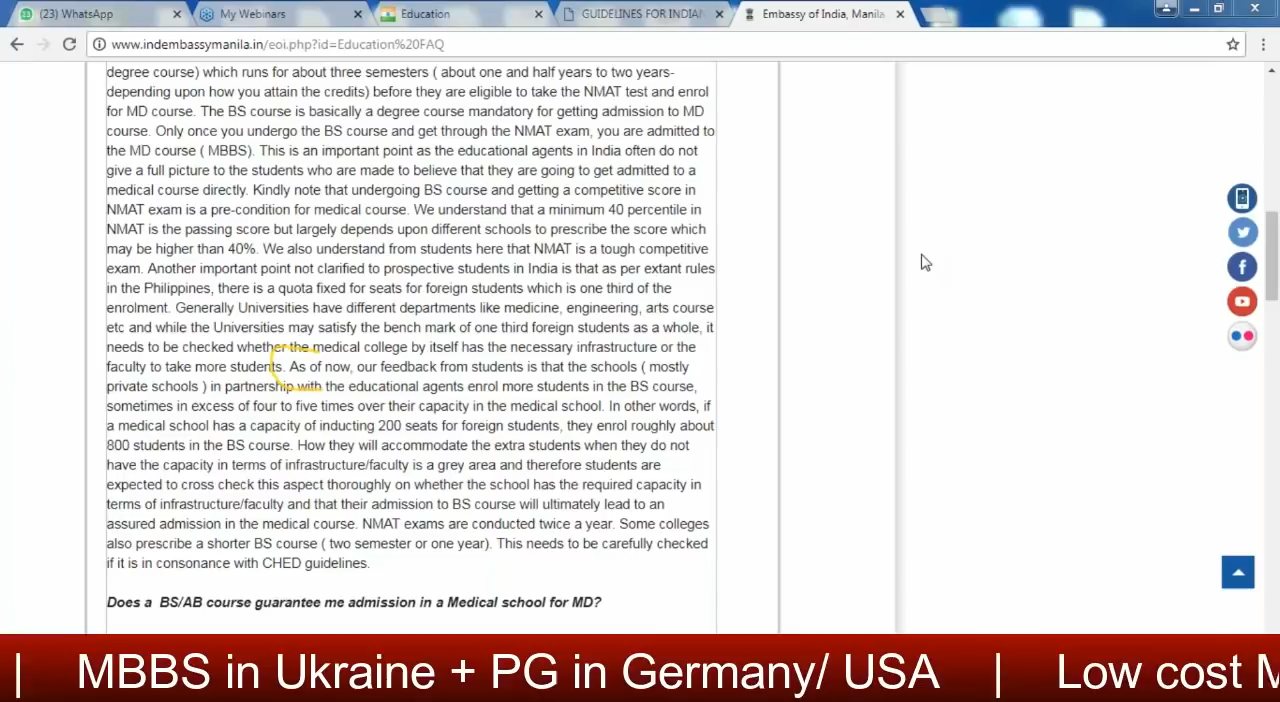 (23) WhatsApp
My Webinars
Education
GUIDELINES FOR INDIAN
Embassy of India, Manila
www.indembassymanila.in/eoi.php?id=Education%20FAQ
degree course) which runs for about three semesters ( about one and half years to two years-
depending upon how you attain the credits) before they are eligible to take the NMAT test and enrol
for MD course. The BS course is basically a degree course mandatory for getting admission to MD
course. Only once you undergo the BS course and get through the NMAT exam, you are admitted to
the MD course ( MBBS). This is an important point as the educational agents in India often do not
give a full picture to the students who are made to believe that they are going to get admitted to a
medical course directly. Kindly note that undergoing BS course and getting a competitive score in
NMAT exam is a pre-condition for medical course. We understand that a minimum 40 percentile in
NMAT is the passing score but largely depends upon different schools to prescribe the score which
may be higher than 40%. We also understand from students here that NMAT is a tough competitive
exam. Another important point not clarified to prospective students in India is that as per extant rules
in the Philippines, there is a quota fixed for seats for foreign students which is one third of the
enrolment. Generally Universities have different departments like medicine, engineering, arts course
etc and while the Universities may satisfy the bench mark of one third foreign students as a whole, it
needs to be checked whether the medical college by itself has the necessary infrastructure or the
faculty to take more students. As of now, our feedback from students is that the schools ( mostly
private schools ) in partnership with the educational agents enrol more students in the BS course,
sometimes in excess of four to five times over their capacity in the medical school. In other words, if
a medical school has a capacity of inducting 200 seats for foreign students, they enrol roughly about
800 students in the BS course. How they will accommodate the extra students when they do not
have the capacity in terms of infrastructure/faculty is a grey area and therefore students are
expected to cross check this aspect thoroughly on whether the school has the required capacity in
terms of infrastructure/faculty and that their admission to BS course will ultimately lead to an
assured admission in the medical course. NMAT exams are conducted twice a year. Some colleges
also prescribe a shorter BS course ( two semester or one year). This needs to be carefully checked
if it is in consonance with CHED guidelines.
Does a BS/AB course guarantee me admission in a Medical school for MD?
| MBBS in Ukraine + PG in Germany/ USA | Low cost M